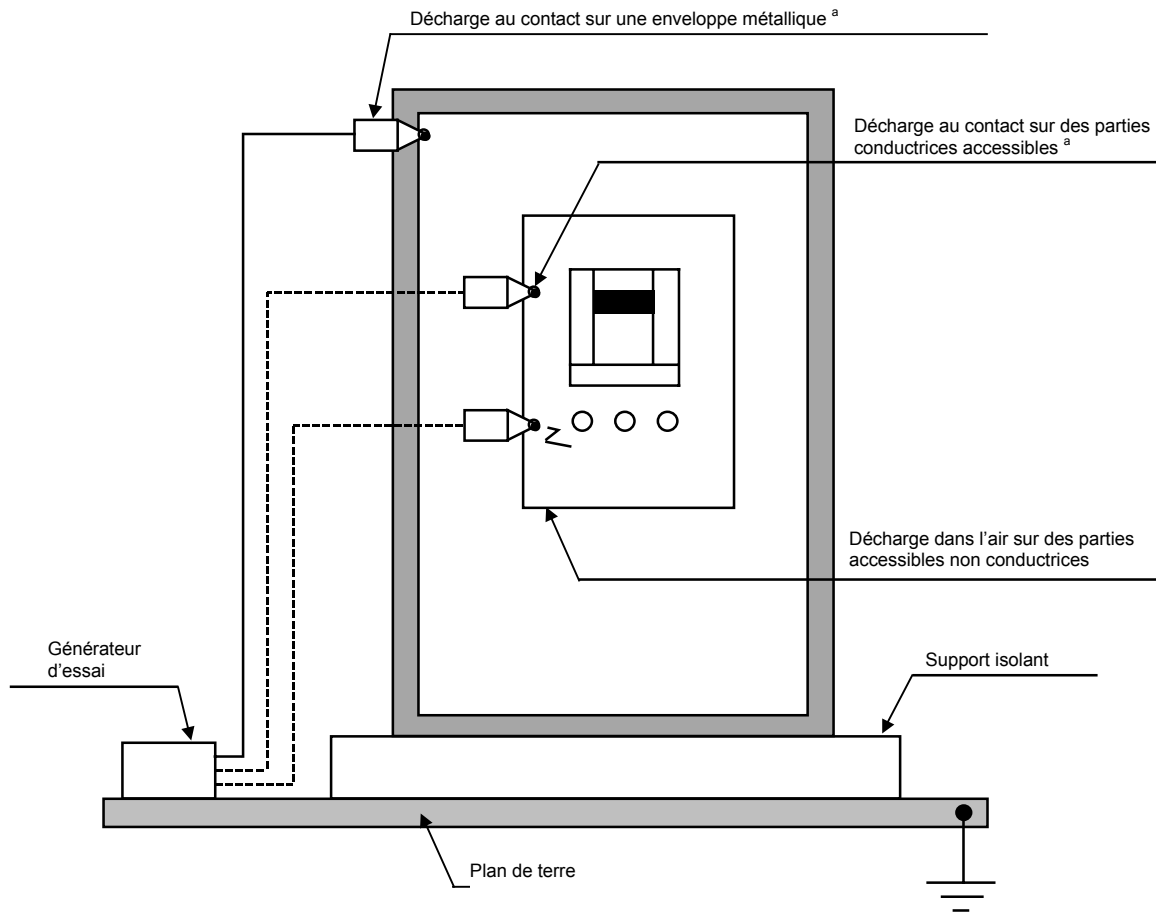 Décharge au contact sur une enveloppe métallique a
Décharge au contact sur des parties
conductrices accessibles a
Décharge dans l’air sur des parties
accessibles non conductrices
Générateur
d’essai
Support isolant
Plan de terre